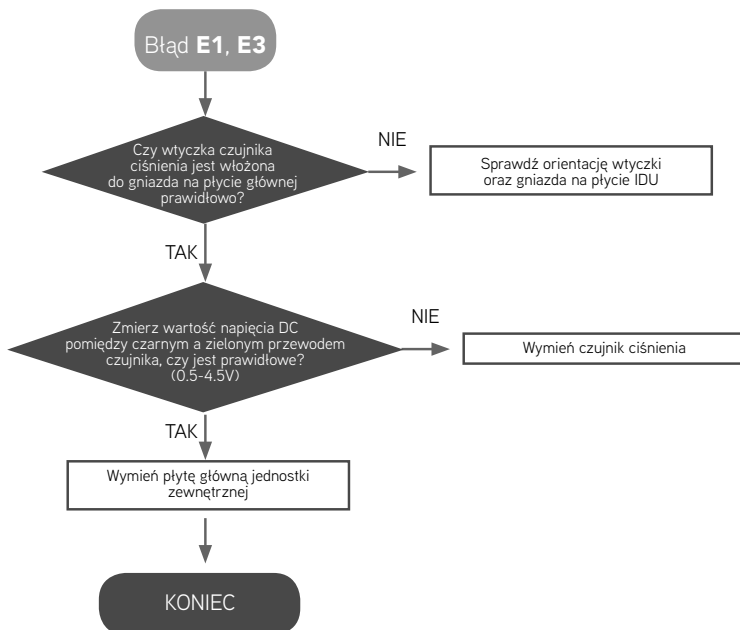 Błąd E1, E3
Czy wtyczka czujnika
ciśnienia jest włożona
do gniazda na płycie głównej
prawidłowo?
NIE
Sprawdź orientację wtyczki
oraz gniazda na płycie IDU
TAK
Zmierz wartość napięcia DC
pomiędzy czarnym a zielonym przewodem
czujnika, czy jest prawidłowe?
(0.5-4.5V)
NIE
Wymień czujnik ciśnienia
TAK
Wymień płytę główną jednostki
zewnętrznej
KONIEC